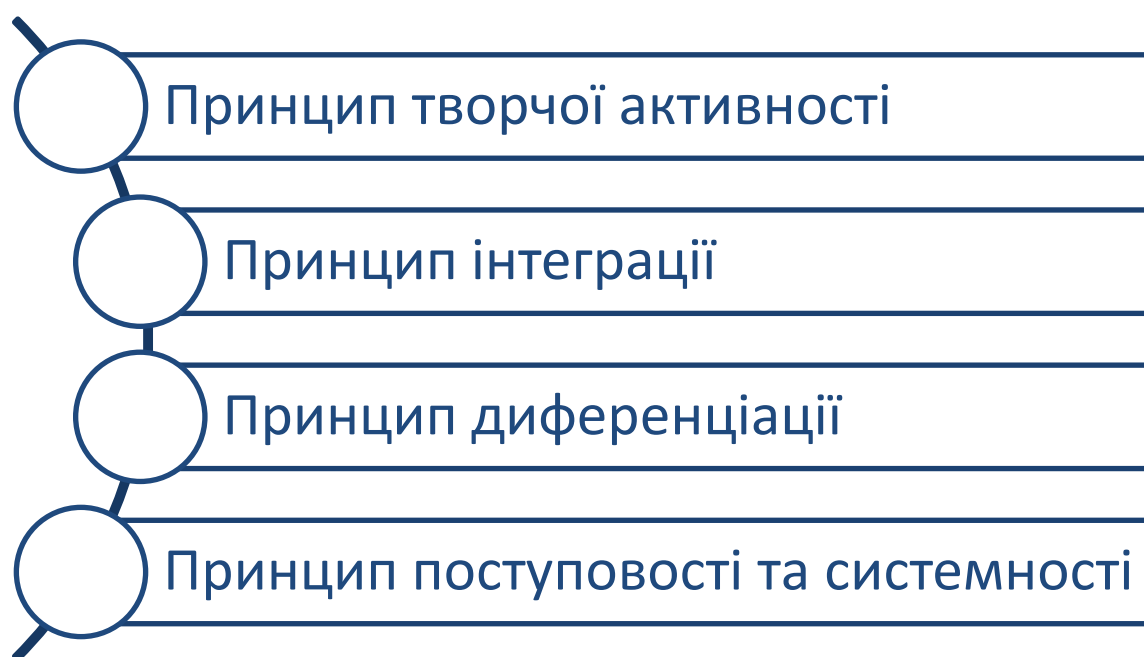 Принцип творчої активності
Принцип інтеграції
Принцип диференціації
Принцип поступовості та системності